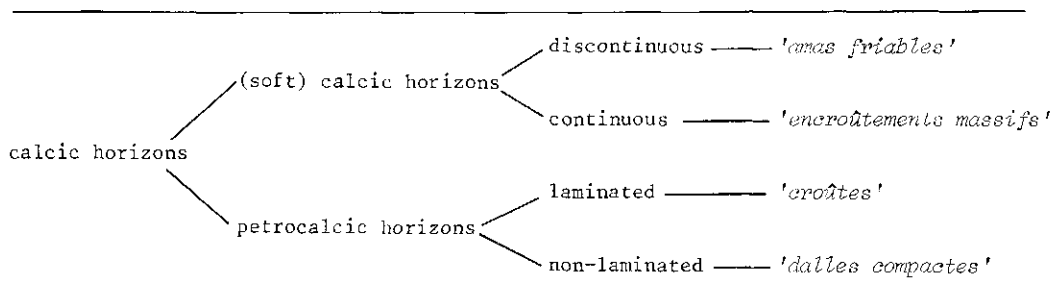 discontinuous 'amas friables'
(soft) calcic horizons
continuous 'encroûtements massifs'
calcic horizons
laminated 'croûtes'
petrocalcic horizons
non-laminated 'dalles compactes'